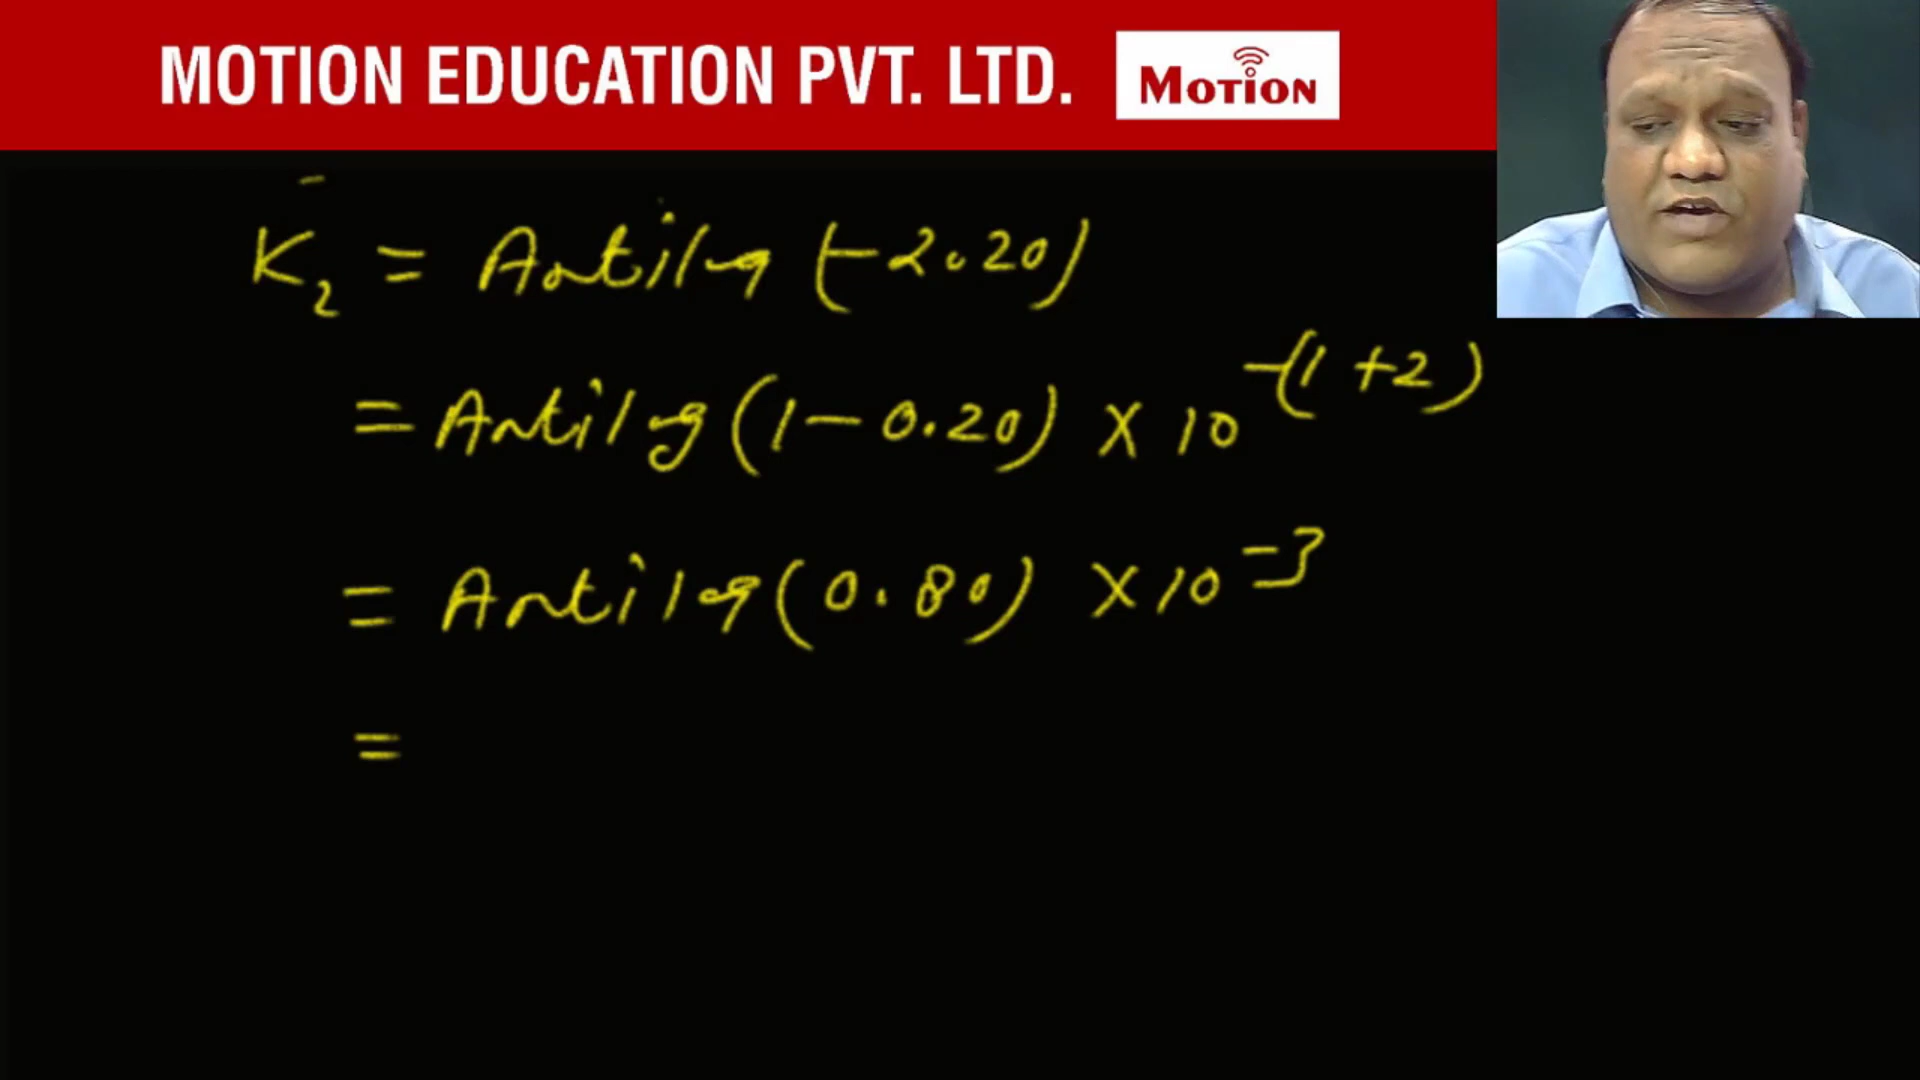 MOTION EDUCATION PVT. LTD. MOTION
K₂ = Antilog (-2.20)
= Antilog (1 - 0.20) × 10^-(1 + 2)
= Antilog (0.80) × 10^-3
=